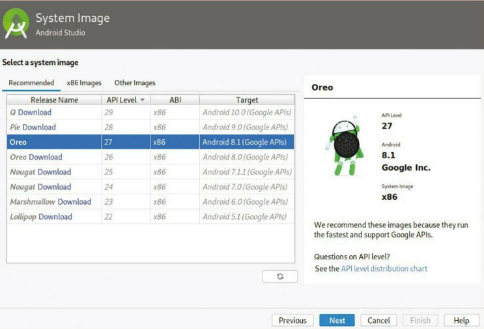 System Image
Android Studio
Select a system image
Recommended x86 Images Other Images
Release Name API Level ABI Target
Q Download 29 x86 Android 10.0 (Google APIs)
Pie Download 28 x86 Android 9.0 (Google APIs)
Oreo 27 x86 Android 8.1 (Google APIs)
Oreo Download 26 x86 Android 8.0 (Google APIs)
Nougat Download 25 x86 Android 7.1.1 (Google APIs)
Nougat Download 24 x86 Android 7.0 (Google APIs)
Marshmallow Download 23 x86 Android 6.0 (Google APIs)
Lollipop Download 22 x86 Android 5.1 (Google APIs)
Oreo
API Level
27
Android
8.1
Google Inc.
System Image
x86
We recommend these images because they run
the fastest and support Google APIs.
Questions on API level?
See the API level distribution chart
Previous Next Cancel Finish Help